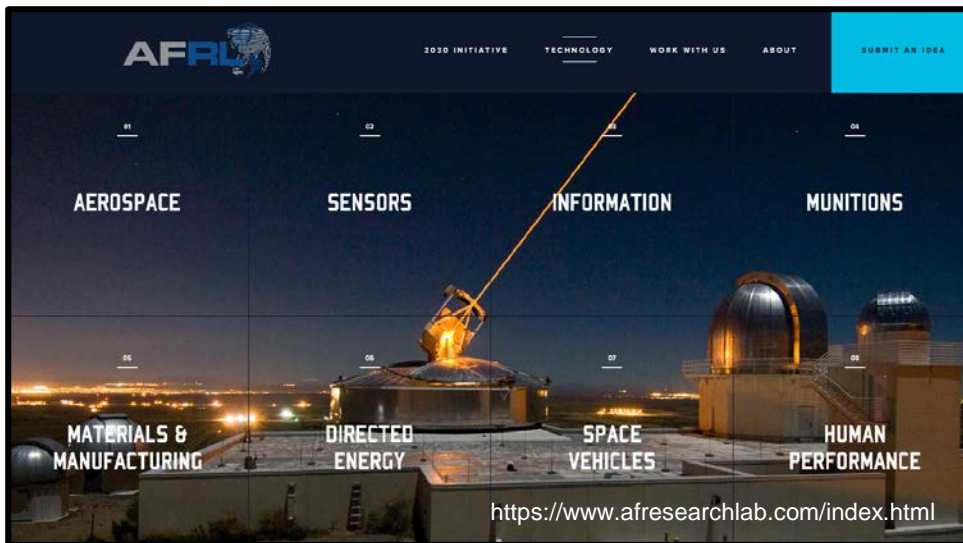 AFRL
2030 INITIATIVE
TECHNOLOGY
WORK WITH US
ABOUT
SUBMIT AN IDEA
01
02
03
04
AEROSPACE
SENSORS
INFORMATION
MUNITIONS
05
06
07
08
MATERIALS &
MANUFACTURING
DIRECTED
ENERGY
SPACE
VEHICLES
HUMAN
PERFORMANCE
https://www.afresearchlab.com/index.html